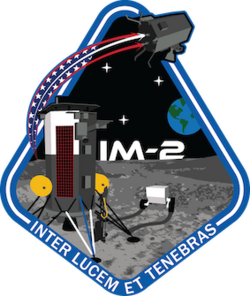 IM-2
INTER LUCEM ET TENEBRAS